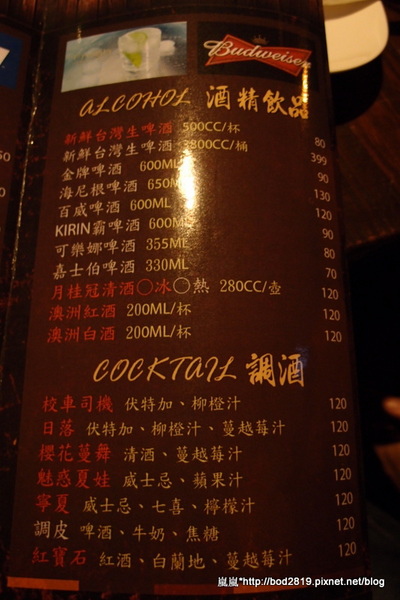 Budweiser
ALCOHOL 酒精飲品
新鮮台灣生啤酒 500CC/杯 80
新鮮台灣生啤酒 3800CC/桶 399
金牌啤酒 600ML 90
海尼根啤酒 650ML 130
百威啤酒 600ML 120
KIRIN霸啤酒 600ML 90
可樂娜啤酒 355ML 80
嘉士伯啤酒 330ML 70
月桂冠清酒○冰○熱 280CC/壺 120
澳洲紅酒 200ML/杯 120
澳洲白酒 200ML/杯 120
COCKTAIL 調酒
校車司機 伏特加、柳橙汁 120
日落 伏特加、柳橙汁、蔓越莓汁 120
櫻花蔓舞 清酒、蔓越莓汁 120
魅惑夏娃 威士忌、蘋果汁 120
寧夏 威士忌、七喜、檸檬汁 120
調皮 啤酒、牛奶、焦糖 120
紅寶石 紅酒、白蘭地、蔓越莓汁 120
嵐嵐*http://bod2819.pixnet.net/blog